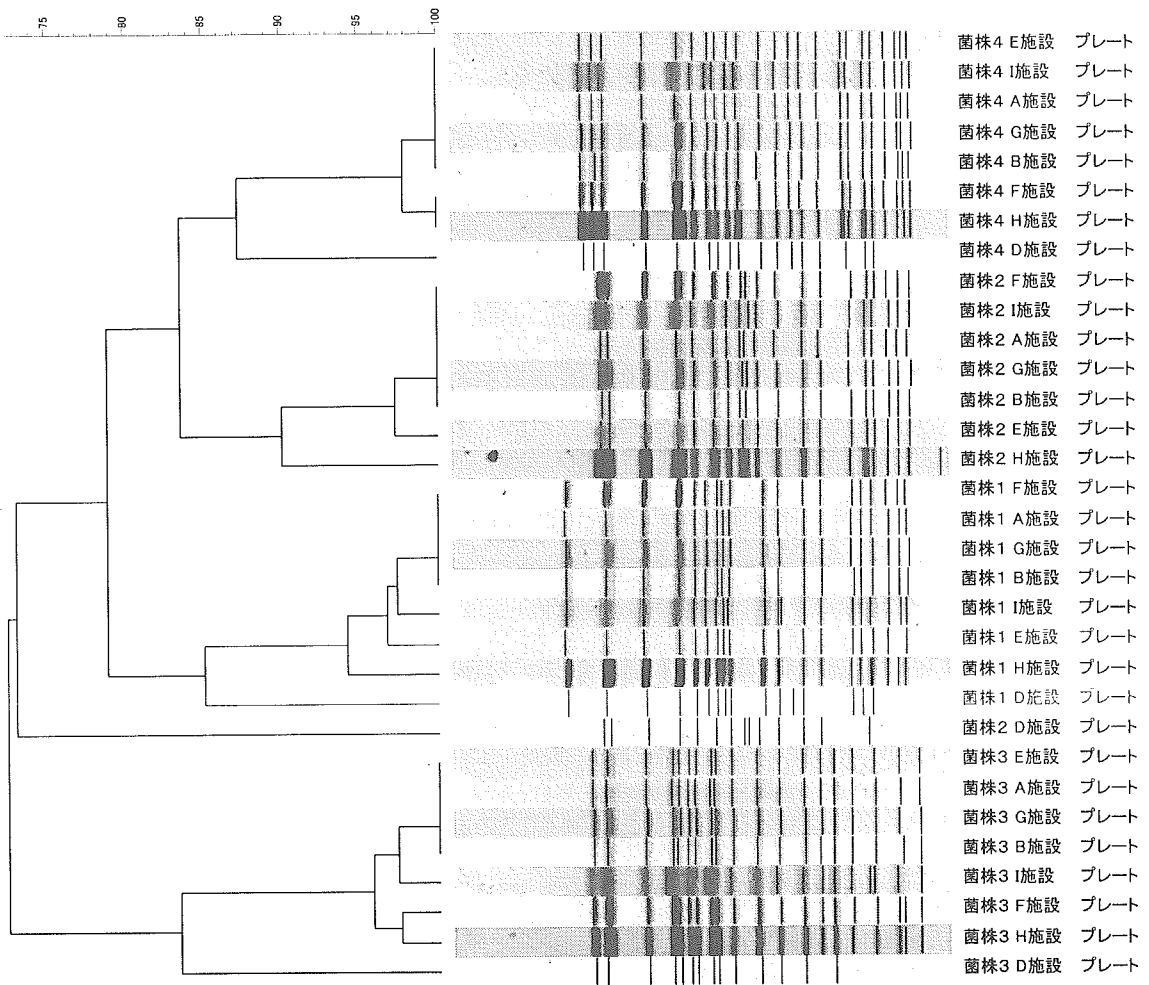 75
80
85
90
95
100
菌株4 E施設 プレート
菌株4 I施設 プレート
菌株4 A施設 プレート
菌株4 G施設 プレート
菌株4 B施設 プレート
菌株4 F施設 プレート
菌株4 H施設 プレート
菌株4 D施設 プレート
菌株2 F施設 プレート
菌株2 I施設 プレート
菌株2 A施設 プレート
菌株2 G施設 プレート
菌株2 B施設 プレート
菌株2 E施設 プレート
菌株2 H施設 プレート
菌株1 F施設 プレート
菌株1 A施設 プレート
菌株1 G施設 プレート
菌株1 B施設 プレート
菌株1 I施設 プレート
菌株1 E施設 プレート
菌株1 H施設 プレート
菌株1 D施設 プレート
菌株2 D施設 プレート
菌株3 E施設 プレート
菌株3 A施設 プレート
菌株3 G施設 プレート
菌株3 B施設 プレート
菌株3 I施設 プレート
菌株3 F施設 プレート
菌株3 H施設 プレート
菌株3 D施設 プレート